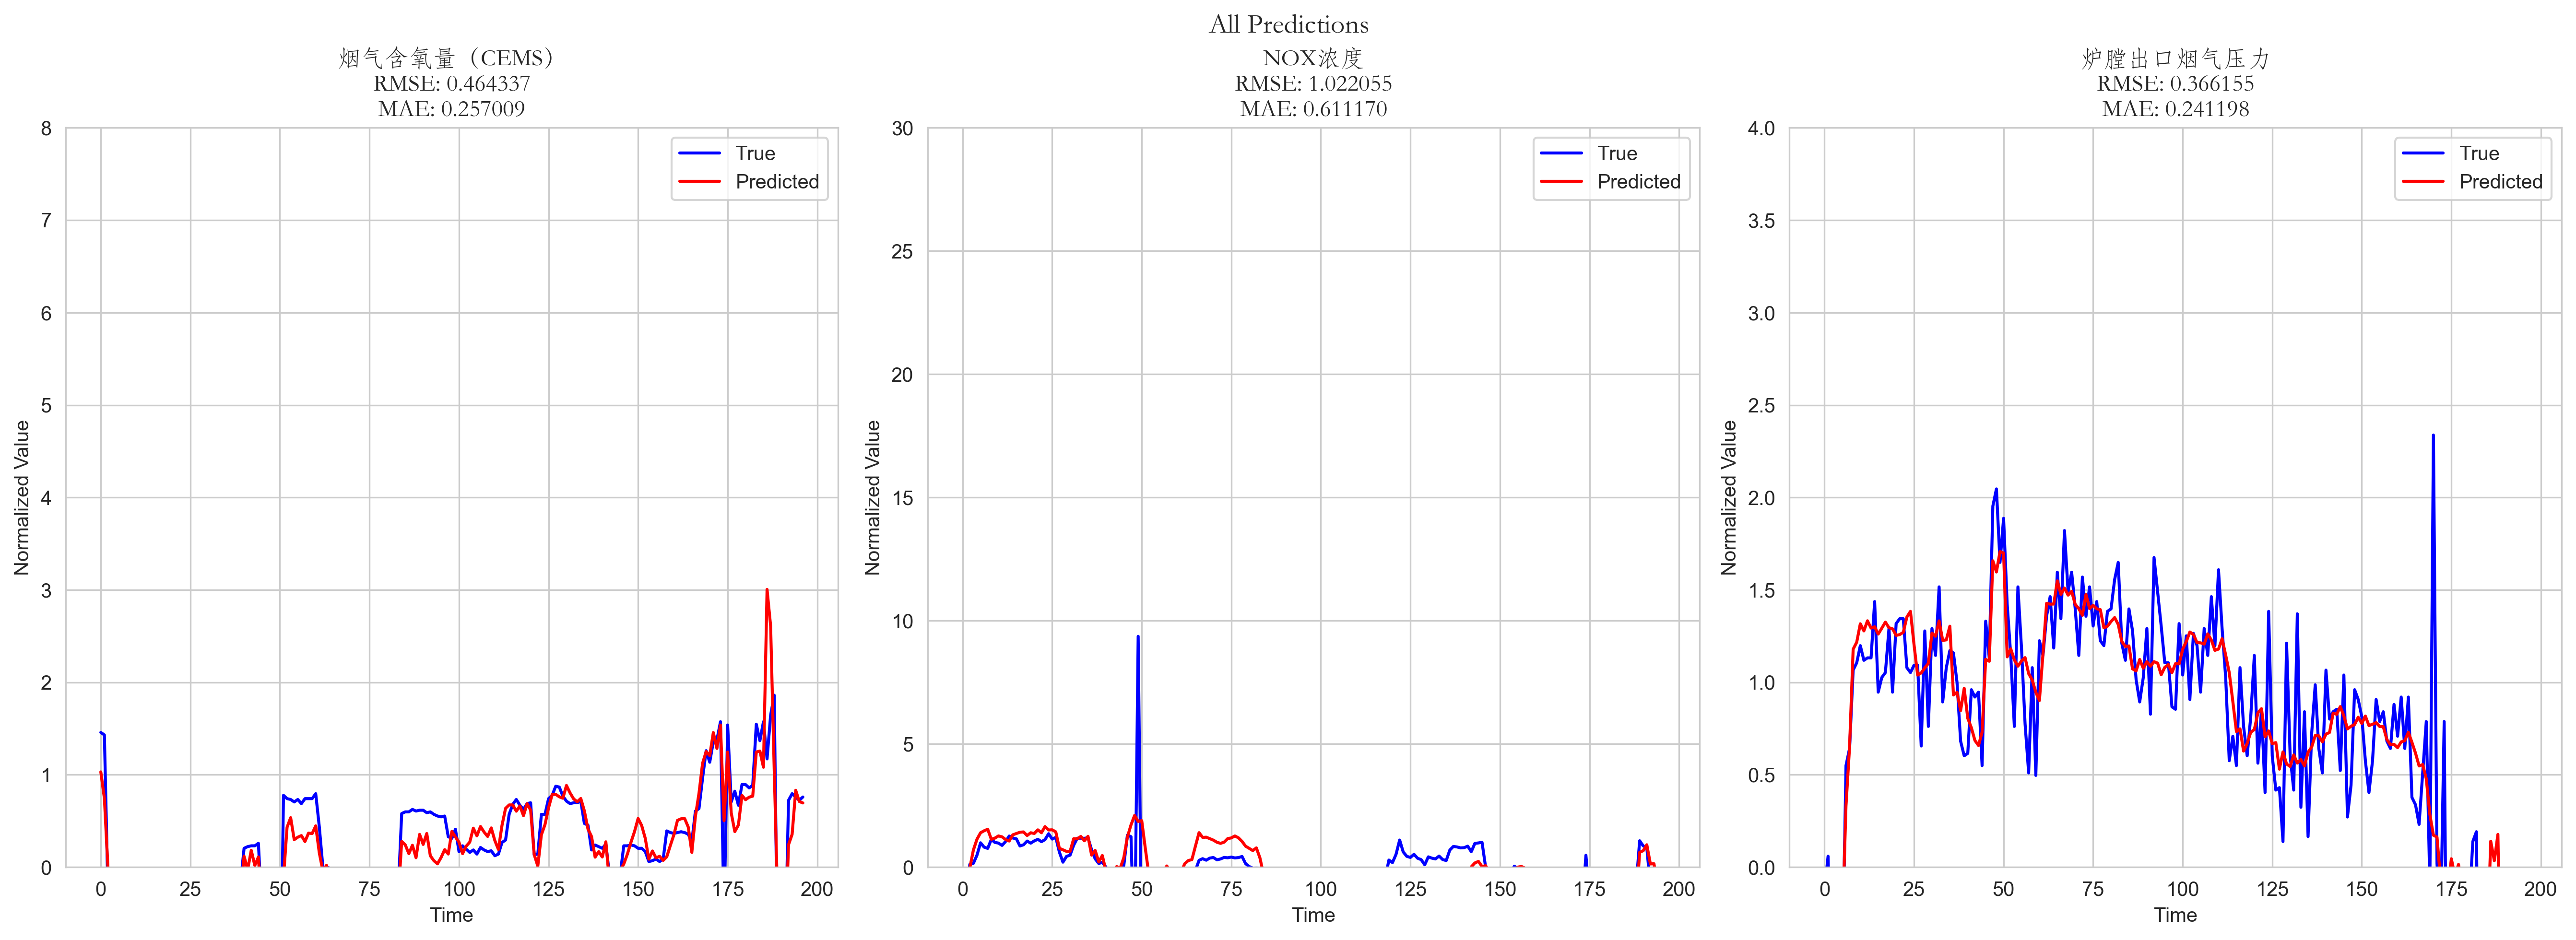 All Predictions
烟气含氧量（CEMS）
RMSE: 0.464337
MAE: 0.257009
8
7
6
5
4
3
2
1
0
Normalized Value
True
Predicted
0 25 50 75 100 125 150 175 200
Time
NOX浓度
RMSE: 1.022055
MAE: 0.611170
30
25
20
15
10
5
0
Normalized Value
True
Predicted
0 25 50 75 100 125 150 175 200
Time
炉膛出口烟气压力
RMSE: 0.366155
MAE: 0.241198
4.0
3.5
3.0
2.5
2.0
1.5
1.0
0.5
0.0
Normalized Value
True
Predicted
0 25 50 75 100 125 150 175 200
Time